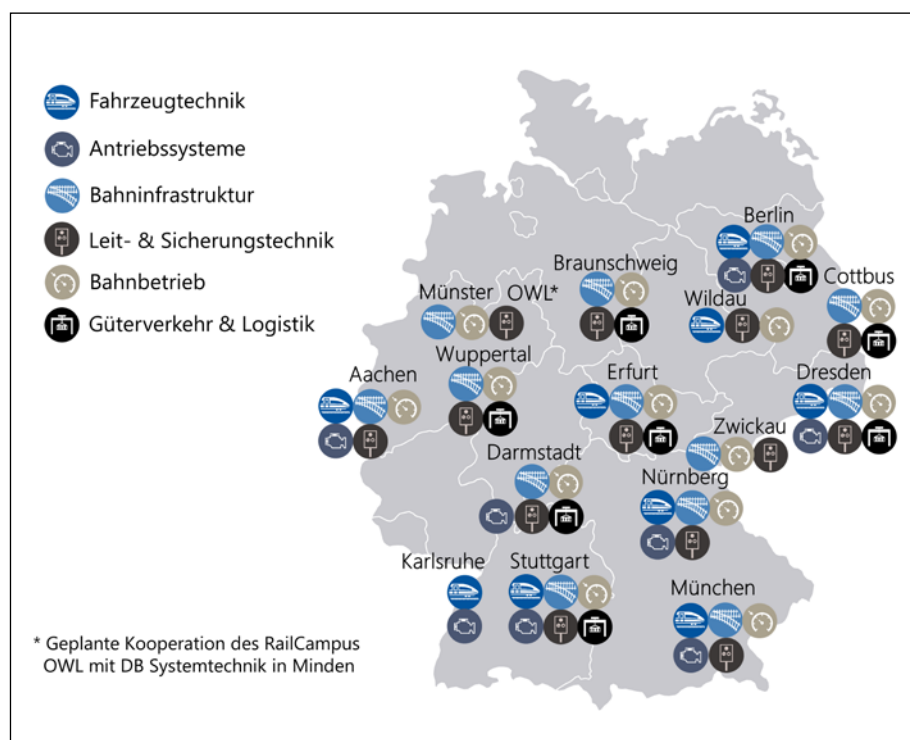 Fahrzeugtechnik
Antriebssysteme
Bahninfrastruktur
Leit- & Sicherungstechnik
Bahnbetrieb
Güterverkehr & Logistik
Berlin
Braunschweig
Cottbus
Münster
OWL*
Wildau
Wuppertal
Aachen
Erfurt
Dresden
Zwickau
Darmstadt
Nürnberg
Karlsruhe
Stuttgart
München
* Geplante Kooperation des RailCampus
OWL mit DB Systemtechnik in Minden